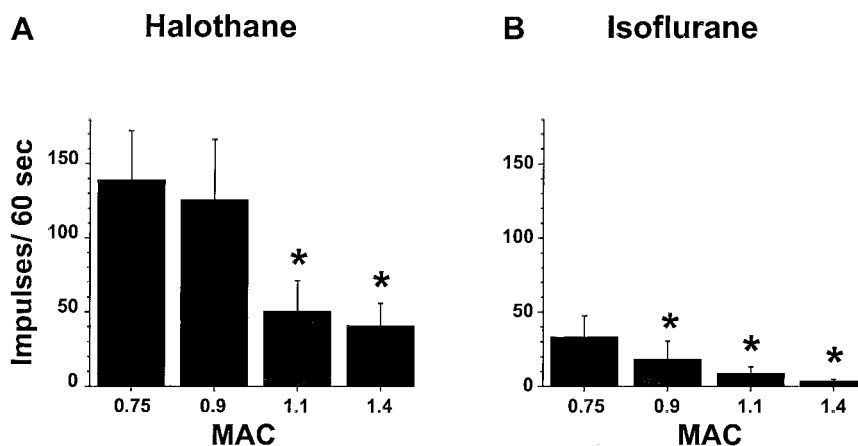 A Halothane
B Isoflurane
Impulses/ 60 sec
150
100
50
0
* *
0.75 0.9 1.1 1.4
MAC
150
100
50
0
* * *
0.75 0.9 1.1 1.4
MAC